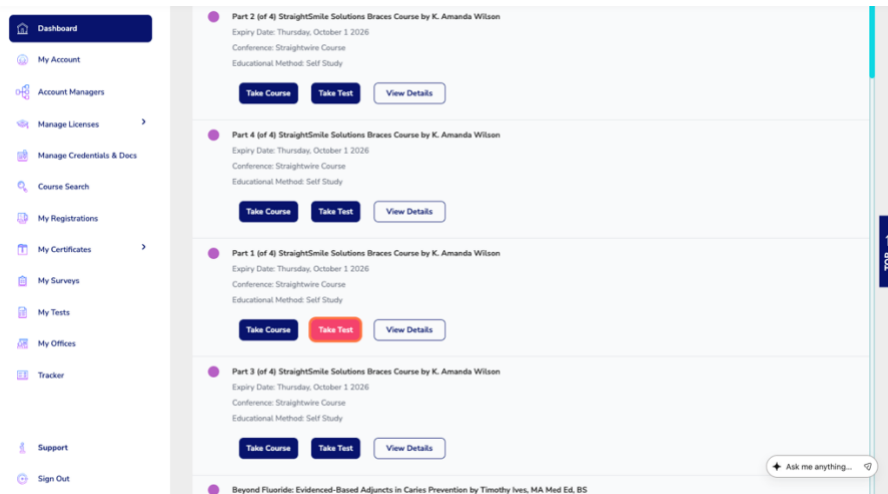 Dashboard
My Account
Account Managers
Manage Licenses
Manage Credentials & Docs
Course Search
My Registrations
My Certificates
My Surveys
My Tests
My Offices
Tracker
Support
Sign Out
Part 2 (of 4) StraightSmile Solutions Braces Course by K. Amanda Wilson
Expiry Date: Thursday, October 1 2026
Conference: Straightwire Course
Educational Method: Self Study
Take Course Take Test View Details
Part 4 (of 4) StraightSmile Solutions Braces Course by K. Amanda Wilson
Expiry Date: Thursday, October 1 2026
Conference: Straightwire Course
Educational Method: Self Study
Take Course Take Test View Details
Part 1 (of 4) StraightSmile Solutions Braces Course by K. Amanda Wilson
Expiry Date: Thursday, October 1 2026
Conference: Straightwire Course
Educational Method: Self Study
Take Course Take Test View Details
Part 3 (of 4) StraightSmile Solutions Braces Course by K. Amanda Wilson
Expiry Date: Thursday, October 1 2026
Conference: Straightwire Course
Educational Method: Self Study
Take Course Take Test View Details
Beyond Fluoride: Evidenced-Based Adjuncts in Caries Prevention by Timothy Ives, MA Med Ed, BS
Ask me anything...
TOP